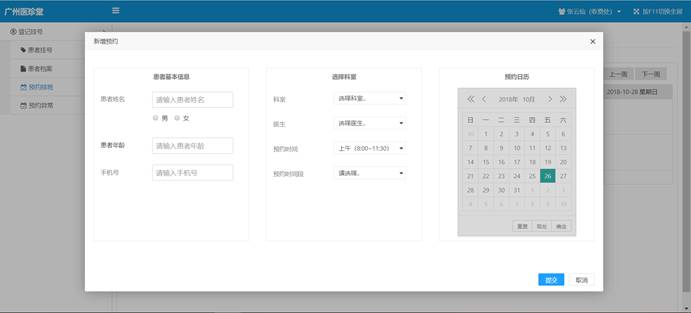 广州医珍堂
张云仙（收费处）
按F11切换全屏
登记挂号
患者挂号
患者档案
预约挂号
预约异常
上一周 下一周
2018-10-28 星期日
新增预约
患者基本信息
患者姓名 请输入患者姓名
男 女
患者年龄 请输入患者年龄
手机号 请输入手机号
选择科室
科室 选择科室..
医生 选择医生..
预约时间 上午（8:00~11:30）
预约时间段 请选择..
预约日历
2018年 10月
日 一 二 三 四 五 六
30 1 2 3 4 5 6
7 8 9 10 11 12 13
14 15 16 17 18 19 20
21 22 23 24 25 26 27
28 29 30 31 1 2 3
4 5 6 7 8 9 10
重置 现在 确定
提交 取消